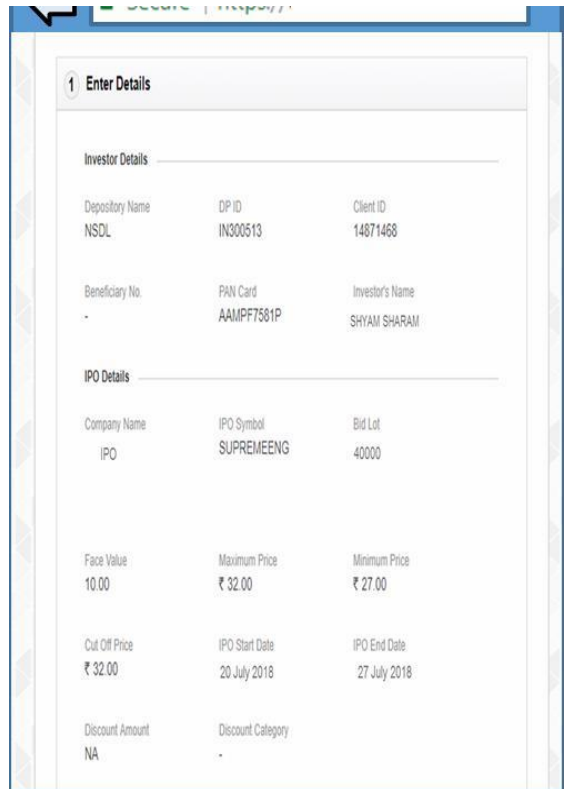 Secure | https://
1 Enter Details
Investor Details
Depository Name DP ID Client ID
NSDL IN300513 14871468
Beneficiary No. PAN Card Investor's Name
- AAMPF7581P SHYAM SHARAM
IPO Details
Company Name IPO Symbol Bid Lot
IPO SUPREMEENG 40000
Face Value Maximum Price Minimum Price
10.00 ₹ 32.00 ₹ 27.00
Cut Off Price IPO Start Date IPO End Date
₹ 32.00 20 July 2018 27 July 2018
Discount Amount Discount Category
NA -